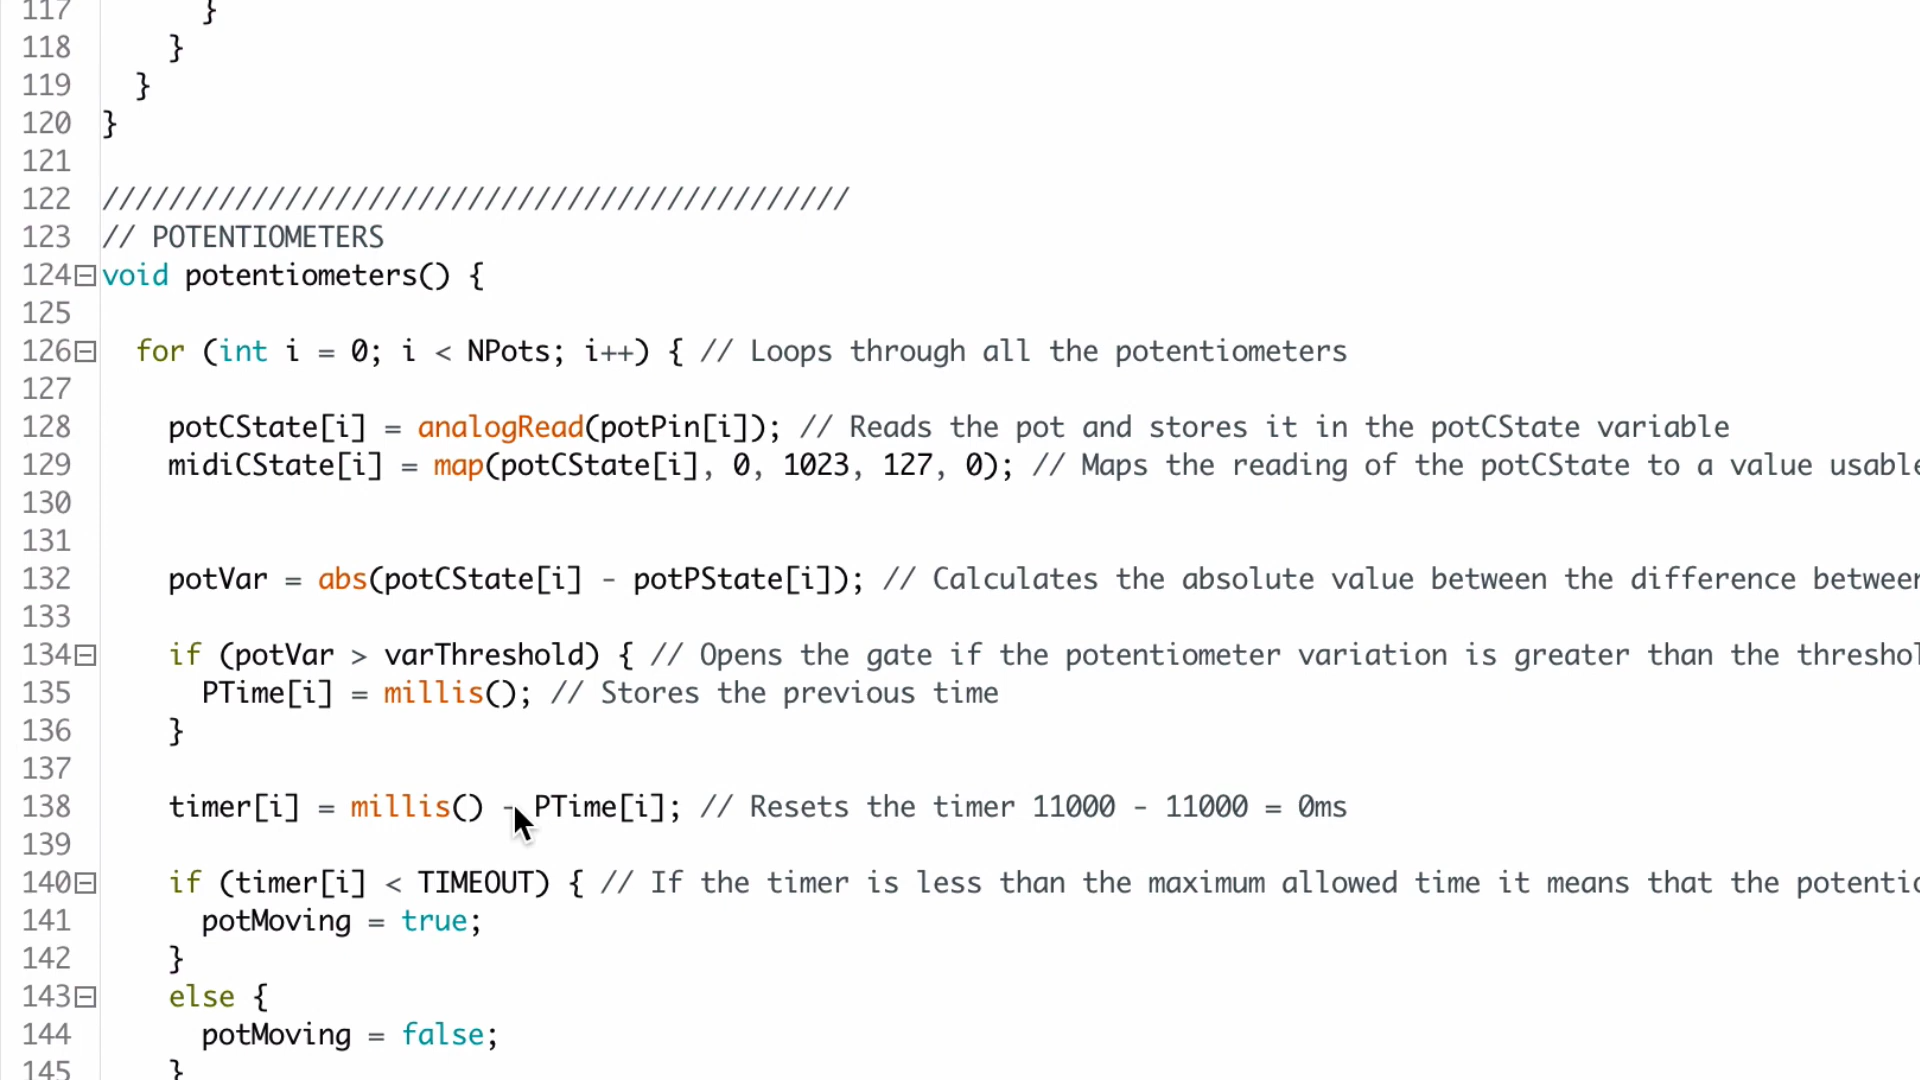 117 }
118 }
119 }
120 }
121
122 /////////////////////////////////////////////
123 // POTENTIOMETERS
124 void potentiometers() {
125
126 for (int i = 0; i < NPots; i++) { // Loops through all the potentiometers
127
128 potCState[i] = analogRead(potPin[i]); // Reads the pot and stores it in the potCState variable
129 midiCState[i] = map(potCState[i], 0, 1023, 127, 0); // Maps the reading of the potCState to a value usable
130
131
132 potVar = abs(potCState[i] - potPState[i]); // Calculates the absolute value between the difference between
133
134 if (potVar > varThreshold) { // Opens the gate if the potentiometer variation is greater than the
135 PTime[i] = millis(); // Stores the previous time
136 }
137
138 timer[i] = millis() - PTime[i]; // Resets the timer 11000 - 11000 = 0ms
139
140 if (timer[i] < TIMEOUT) { // If the timer is less than the maximum allowed time it means that the
141 potMoving = true;
142 }
143 else {
144 potMoving = false;
145 }